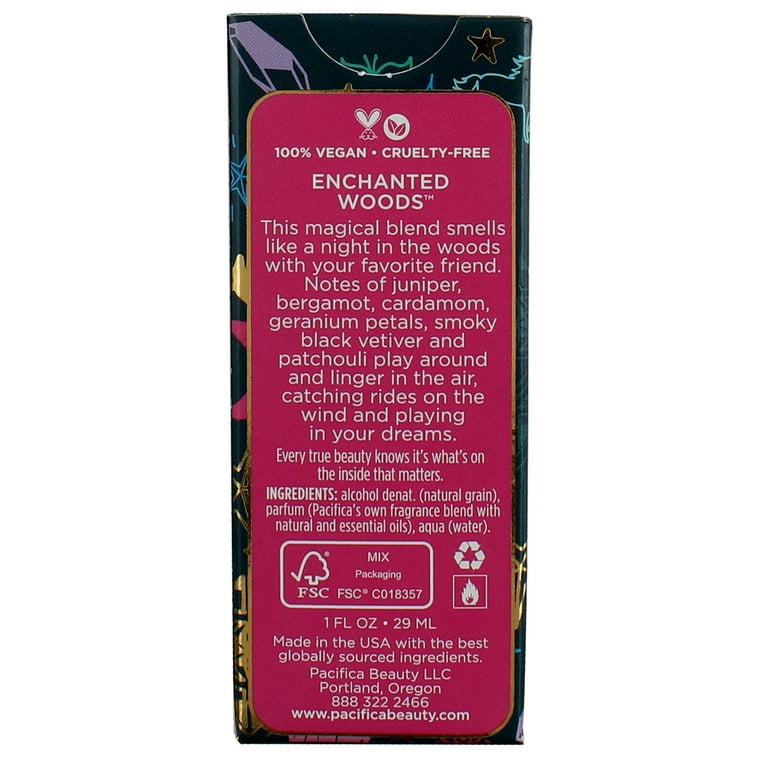 100% VEGAN • CRUELTY-FREE
ENCHANTED
WOODS™
This magical blend smells
like a night in the woods
with your favorite friend.
Notes of juniper,
bergamot, cardamom,
geranium petals, smoky
black vetiver and
patchouli play around
and linger in the air,
catching rides on the
wind and playing
in your dreams.
Every true beauty knows it's what's on
the inside that matters.
INGREDIENTS: alcohol denat. (natural grain),
parfum (Pacifica's own fragrance blend with
natural and essential oils), aqua (water).
MIX
Packaging
FSC® C018357
®
FSC
1 FL OZ • 29 ML
Made in the USA with the best
globally sourced ingredients.
Pacifica Beauty LLC
Portland, Oregon
888 322 2466
www.pacificabeauty.com